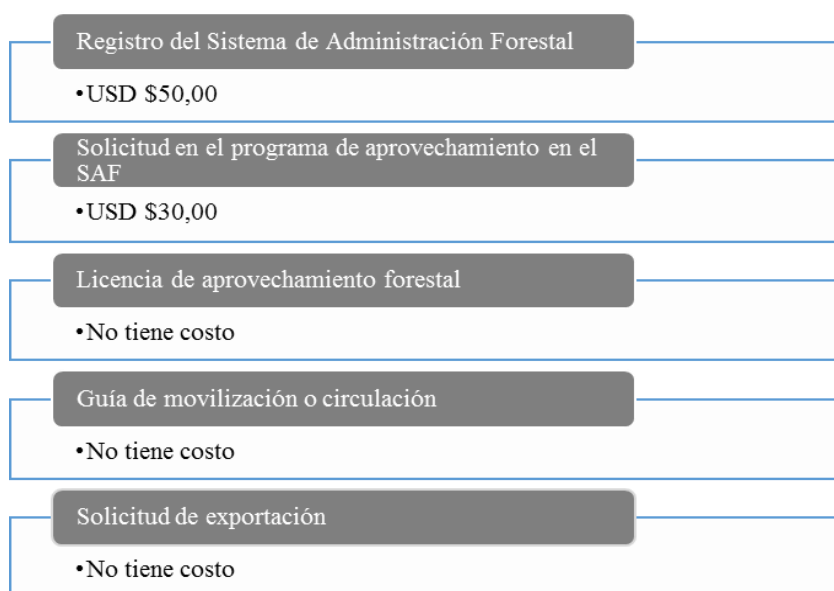 Registro del Sistema de Administración Forestal
•USD $50,00
Solicitud en el programa de aprovechamiento en el
SAF
•USD $30,00
Licencia de aprovechamiento forestal
•No tiene costo
Guía de movilización o circulación
•No tiene costo
Solicitud de exportación
•No tiene costo